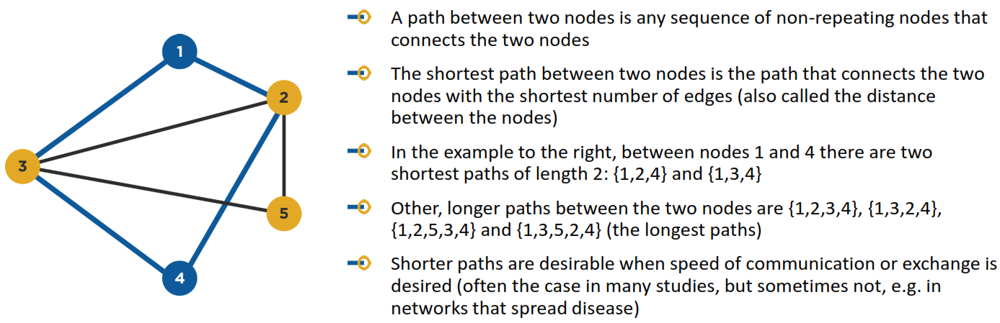 1
2
3
5
4
A path between two nodes is any sequence of non-repeating nodes that
connects the two nodes
The shortest path between two nodes is the path that connects the two
nodes with the shortest number of edges (also called the distance
between the nodes)
In the example to the right, between nodes 1 and 4 there are two
shortest paths of length 2: {1,2,4} and {1,3,4}
Other, longer paths between the two nodes are {1,2,3,4}, {1,3,2,4},
{1,2,5,3,4} and {1,3,5,2,4} (the longest paths)
Shorter paths are desirable when speed of communication or exchange is
desired (often the case in many studies, but sometimes not, e.g. in
networks that spread disease)